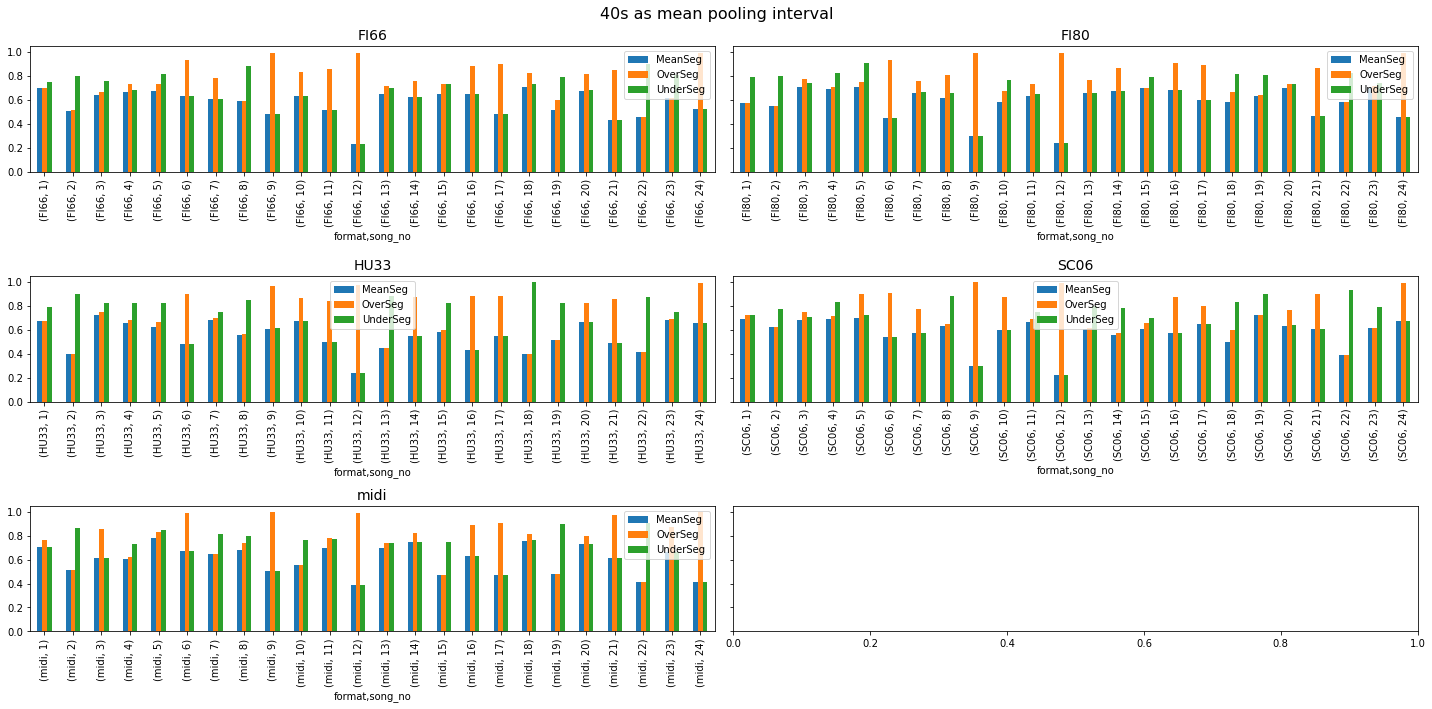 40s as mean pooling interval
FI66
1.0
0.8
0.6
0.4
0.2
0.0
MeanSeg
OverSeg
UnderSeg
(FI66, 1)
(FI66, 2)
(FI66, 3)
(FI66, 4)
(FI66, 5)
(FI66, 6)
(FI66, 7)
(FI66, 8)
(FI66, 9)
(FI66, 10)
(FI66, 11)
(FI66, 12)
(FI66, 13)
(FI66, 14)
(FI66, 15)
(FI66, 16)
(FI66, 17)
(FI66, 18)
(FI66, 19)
(FI66, 20)
(FI66, 21)
(FI66, 22)
(FI66, 23)
(FI66, 24)
format,song_no
FI80
MeanSeg
OverSeg
UnderSeg
(FI80, 1)
(FI80, 2)
(FI80, 3)
(FI80, 4)
(FI80, 5)
(FI80, 6)
(FI80, 7)
(FI80, 8)
(FI80, 9)
(FI80, 10)
(FI80, 11)
(FI80, 12)
(FI80, 13)
(FI80, 14)
(FI80, 15)
(FI80, 16)
(FI80, 17)
(FI80, 18)
(FI80, 19)
(FI80, 20)
(FI80, 21)
(FI80, 22)
(FI80, 23)
(FI80, 24)
format,song_no
HU33
1.0
0.8
0.6
0.4
0.2
0.0
MeanSeg
OverSeg
UnderSeg
(HU33, 1)
(HU33, 2)
(HU33, 3)
(HU33, 4)
(HU33, 5)
(HU33, 6)
(HU33, 7)
(HU33, 8)
(HU33, 9)
(HU33, 10)
(HU33, 11)
(HU33, 12)
(HU33, 13)
(HU33, 14)
(HU33, 15)
(HU33, 16)
(HU33, 17)
(HU33, 18)
(HU33, 19)
(HU33, 20)
(HU33, 21)
(HU33, 22)
(HU33, 23)
(HU33, 24)
format,song_no
SC06
MeanSeg
OverSeg
UnderSeg
(SC06, 1)
(SC06, 2)
(SC06, 3)
(SC06, 4)
(SC06, 5)
(SC06, 6)
(SC06, 7)
(SC06, 8)
(SC06, 9)
(SC06, 10)
(SC06, 11)
(SC06, 12)
(SC06, 13)
(SC06, 14)
(SC06, 15)
(SC06, 16)
(SC06, 17)
(SC06, 18)
(SC06, 19)
(SC06, 20)
(SC06, 21)
(SC06, 22)
(SC06, 23)
(SC06, 24)
format,song_no
midi
1.0
0.8
0.6
0.4
0.2
0.0
MeanSeg
OverSeg
UnderSeg
(midi, 1)
(midi, 2)
(midi, 3)
(midi, 4)
(midi, 5)
(midi, 6)
(midi, 7)
(midi, 8)
(midi, 9)
(midi, 10)
(midi, 11)
(midi, 12)
(midi, 13)
(midi, 14)
(midi, 15)
(midi, 16)
(midi, 17)
(midi, 18)
(midi, 19)
(midi, 20)
(midi, 21)
(midi, 22)
(midi, 23)
(midi, 24)
format,song_no
0.0
0.2
0.4
0.6
0.8
1.0